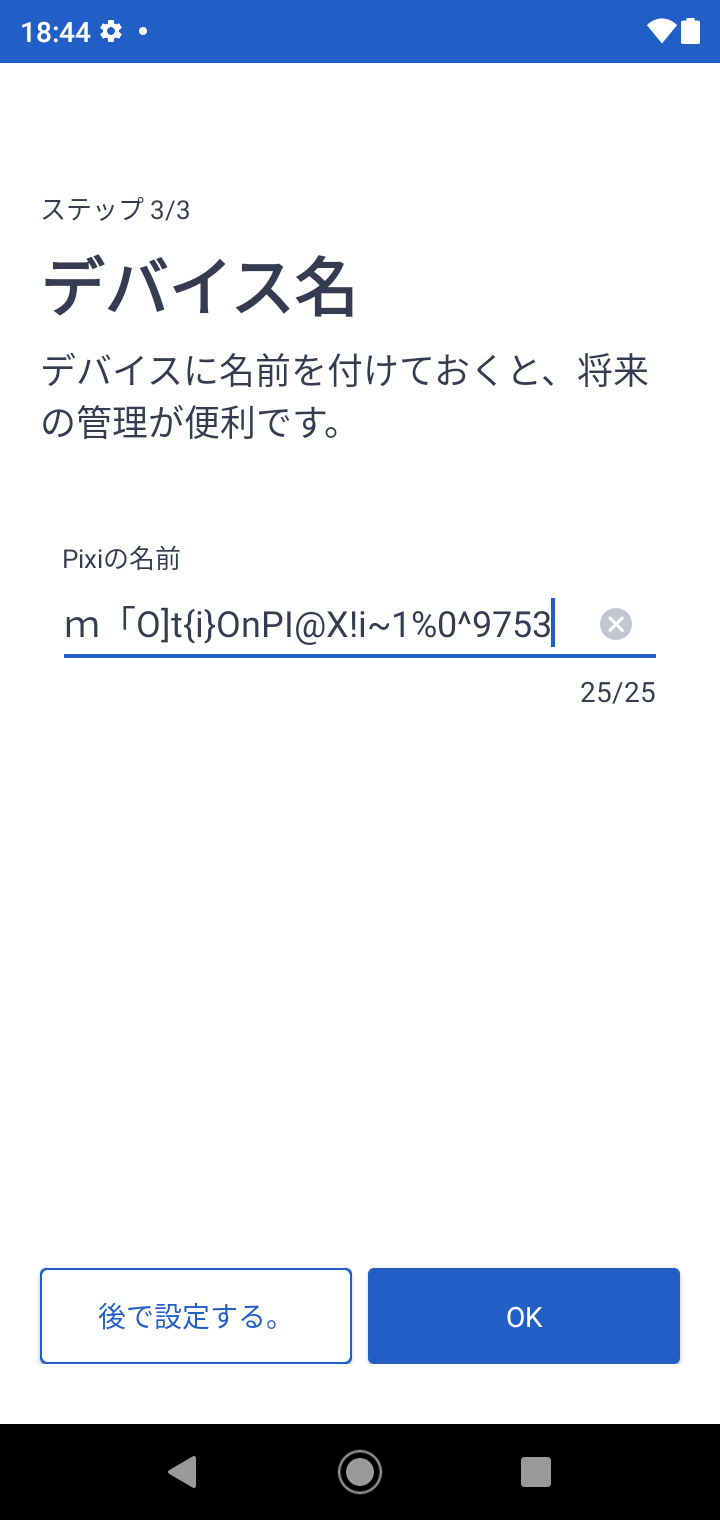 18:44
ステップ 3/3
デバイス名
デバイスに名前を付けておくと、将来
の管理が便利です。
Pixiの名前
ｍ「O]t{i}OnPI@X!i~1%0^9753
25/25
後で設定する。
OK